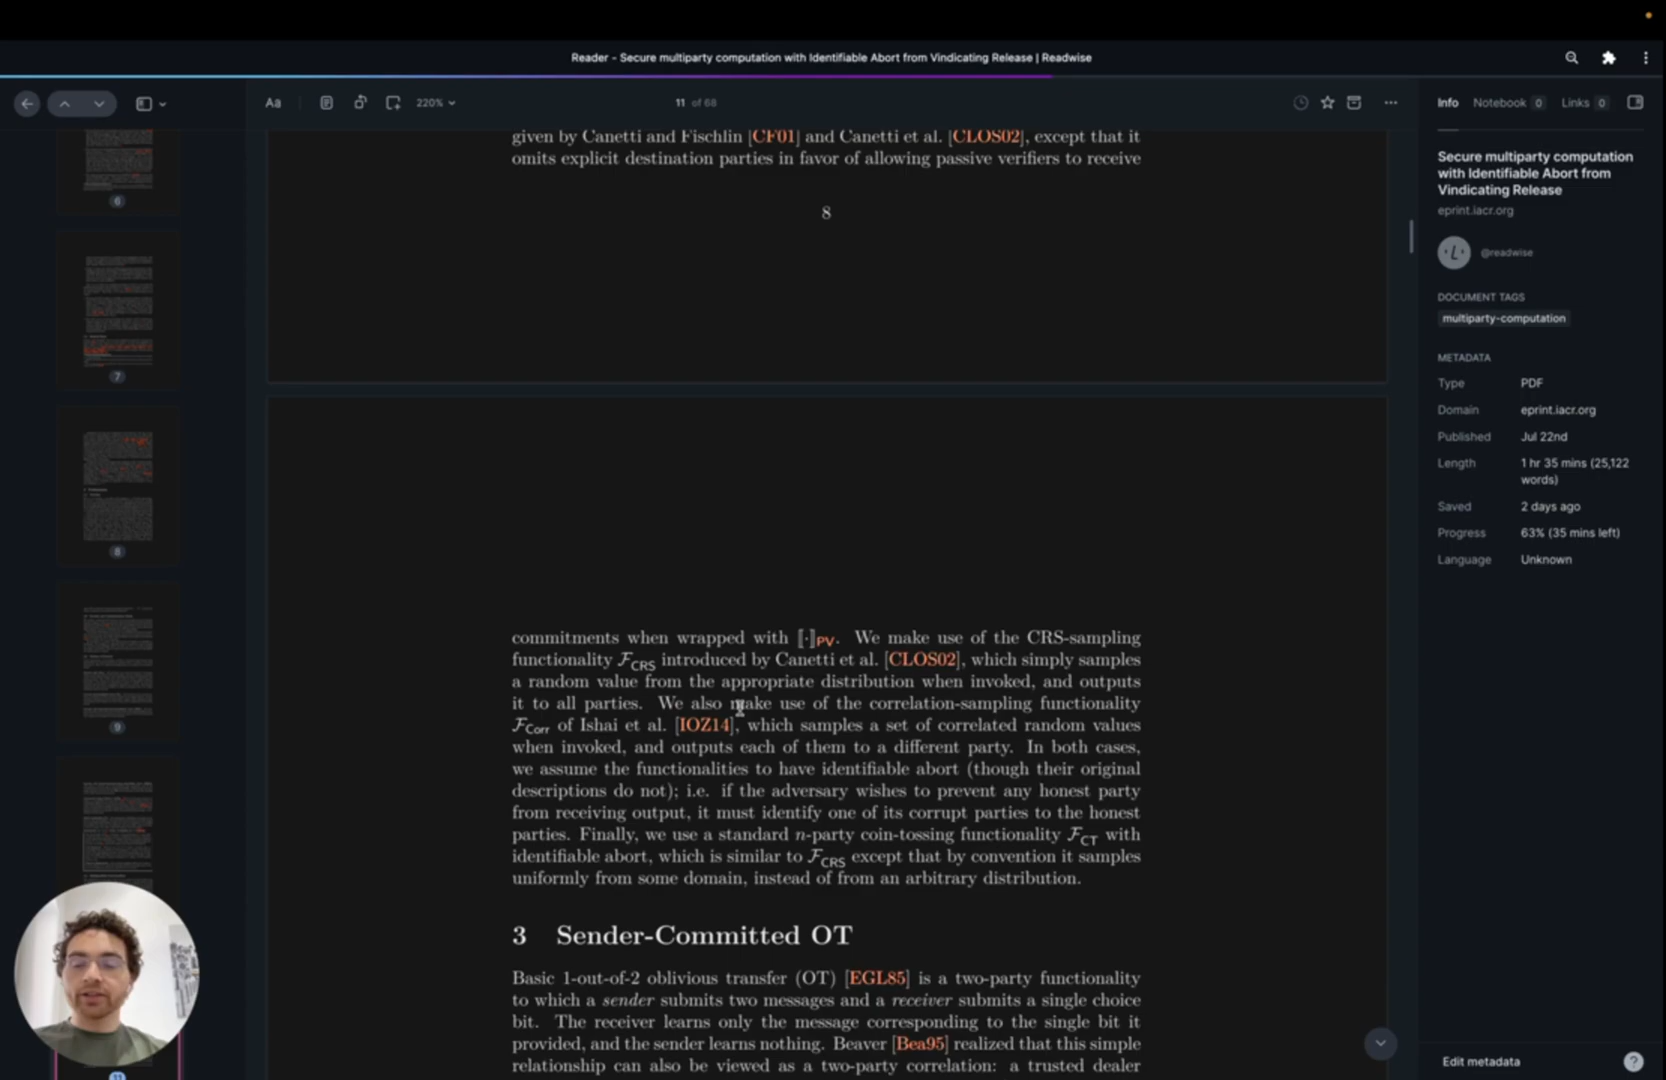 Reader - Secure multiparty computation with Identifiable Abort from Vindicating Release | Readwise
Aa
220%
11 of 68
Info
Notebook 0
Links 0
6
7
8
9
11
given by Canetti and Fischlin [CF01] and Canetti et al. [CLOS02], except that it
omits explicit destination parties in favor of allowing passive verifiers to receive
8
commitments when wrapped with ⟦·⟧PV. We make use of the CRS-sampling
functionality ℱCRS introduced by Canetti et al. [CLOS02], which simply samples
a random value from the appropriate distribution when invoked, and outputs
it to all parties. We also make use of the correlation-sampling functionality
ℱCorr of Ishai et al. [IOZ14], which samples a set of correlated random values
when invoked, and outputs each of them to a different party. In both cases,
we assume the functionalities to have identifiable abort (though their original
descriptions do not); i.e. if the adversary wishes to prevent any honest party
from receiving output, it must identify one of its corrupt parties to the honest
parties. Finally, we use a standard n-party coin-tossing functionality ℱCT with
identifiable abort, which is similar to ℱCRS except that by convention it samples
uniformly from some domain, instead of from an arbitrary distribution.
3 Sender-Committed OT
Basic 1-out-of-2 oblivious transfer (OT) [EGL85] is a two-party functionality
to which a sender submits two messages and a receiver submits a single choice
bit. The receiver learns only the message corresponding to the single bit it
provided, and the sender learns nothing. Beaver [Bea95] realized that this simple
relationship can also be viewed as a two-party correlation: a trusted dealer
Secure multiparty computation
with Identifiable Abort from
Vindicating Release
eprint.iacr.org
·L·
@readwise
DOCUMENT TAGS
multiparty-computation
METADATA
Type PDF
Domain eprint.iacr.org
Published Jul 22nd
Length 1 hr 35 mins (25,122
words)
Saved 2 days ago
Progress 63% (35 mins left)
Language Unknown
Edit metadata
?